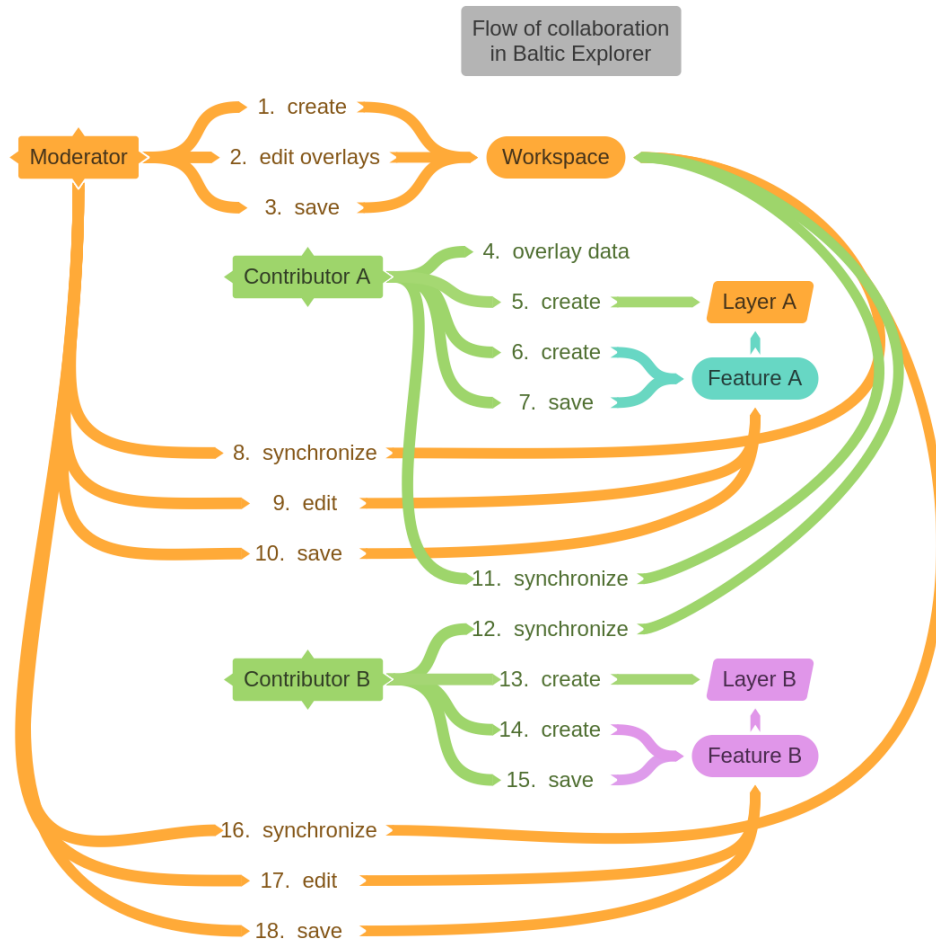 Flow of collaboration
in Baltic Explorer
1. create
Moderator
2. edit overlays
Workspace
3. save
4. overlay data
Contributor A
5. create
Layer A
6. create
Feature A
7. save
8. synchronize
9. edit
10. save
11. synchronize
12. synchronize
Contributor B
13. create
Layer B
14. create
Feature B
15. save
16. synchronize
17. edit
18. save